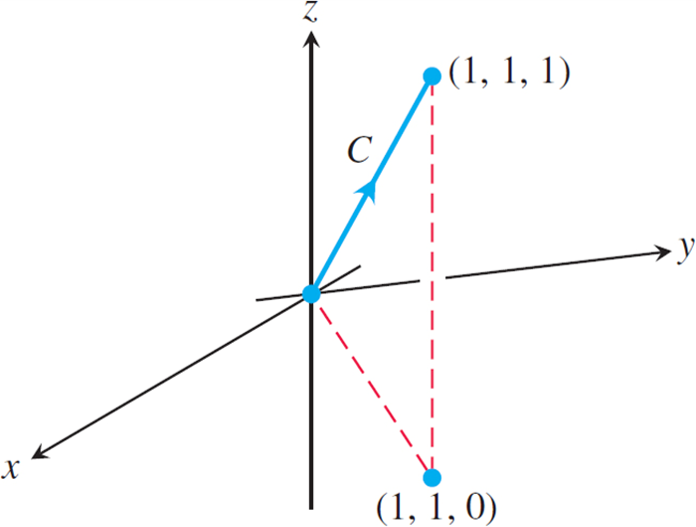 z
(1, 1, 1)
C
y
x
(1, 1, 0)